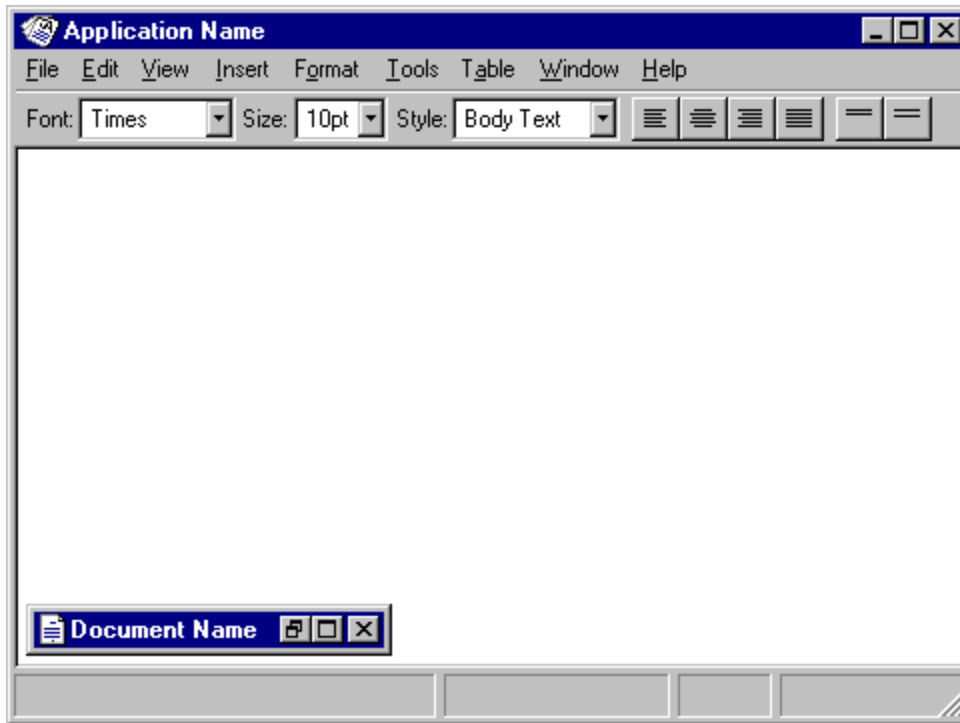 Application Name
File Edit View Insert Format Tools Table Window Help
Font: Times Size: 10pt Style: Body Text
Document Name